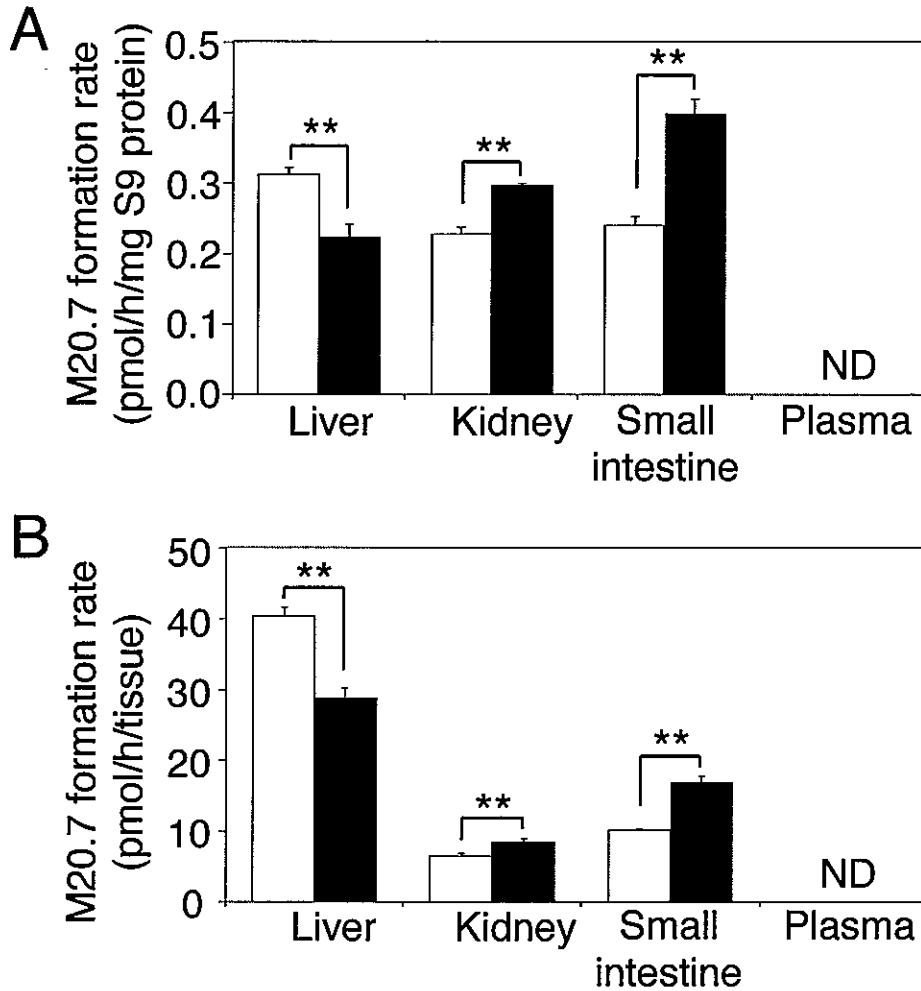 A
M20.7 formation rate
(pmol/h/mg S9 protein)
0.5
0.4
0.3
0.2
0.1
0.0
**
**
**
ND
Liver
Kidney
Small
intestine
Plasma
B
M20.7 formation rate
(pmol/h/tissue)
50
40
30
20
10
0
**
**
**
ND
Liver
Kidney
Small
intestine
Plasma